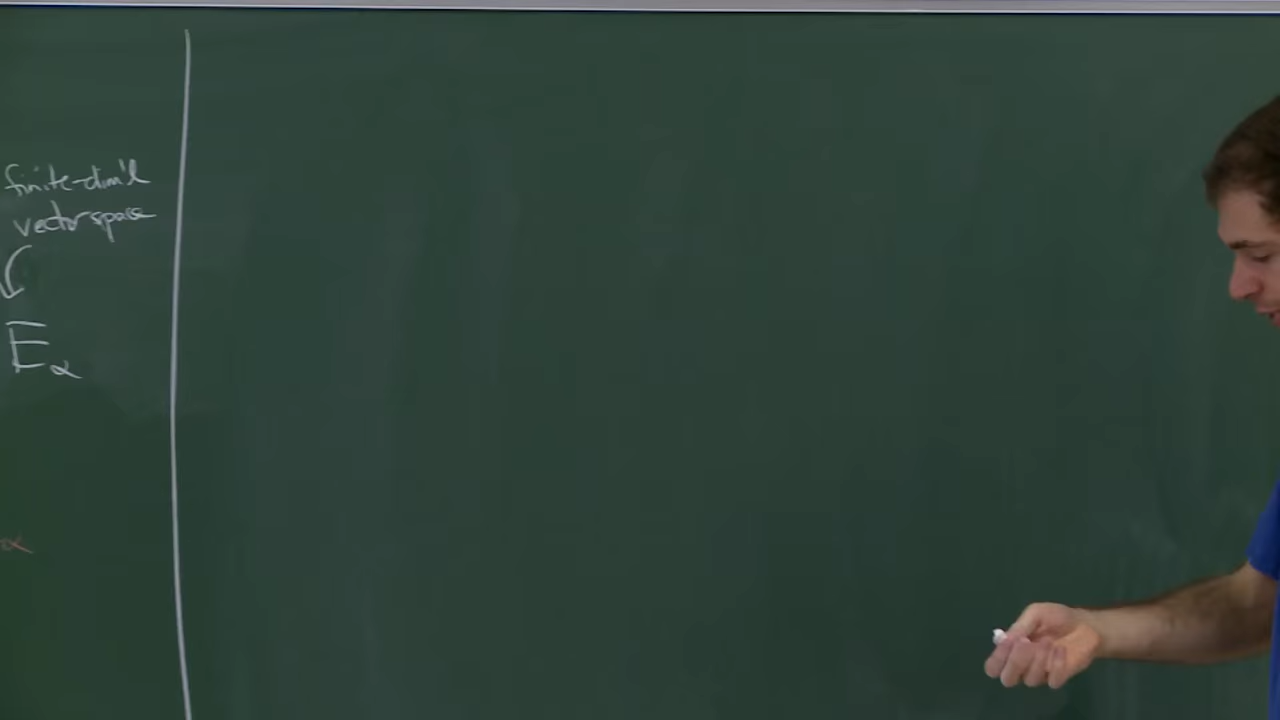 finite-dim'l
vector space
E_α
α